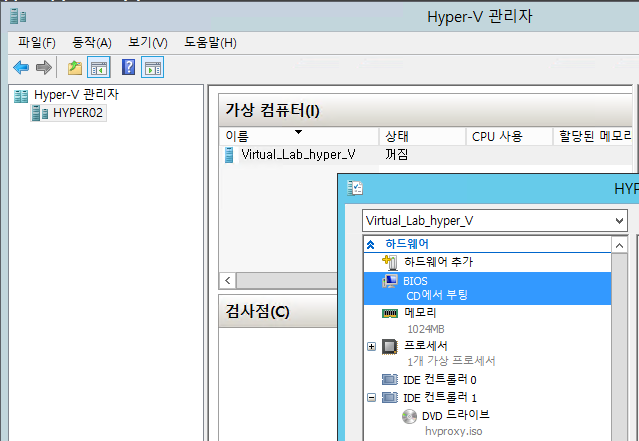 Hyper-V 관리자
파일(F) 동작(A) 보기(V) 도움말(H)
Hyper-V 관리자
HYPER02
가상 컴퓨터(I)
이름 상태 CPU 사용 할당된 메모리
Virtual_Lab_hyper_V 꺼짐
검사점(C)
HYP
Virtual_Lab_hyper_V
하드웨어
하드웨어 추가
BIOS
CD에서 부팅
메모리
1024MB
프로세서
1개 가상 프로세서
IDE 컨트롤러 0
IDE 컨트롤러 1
DVD 드라이브
hvproxy.iso